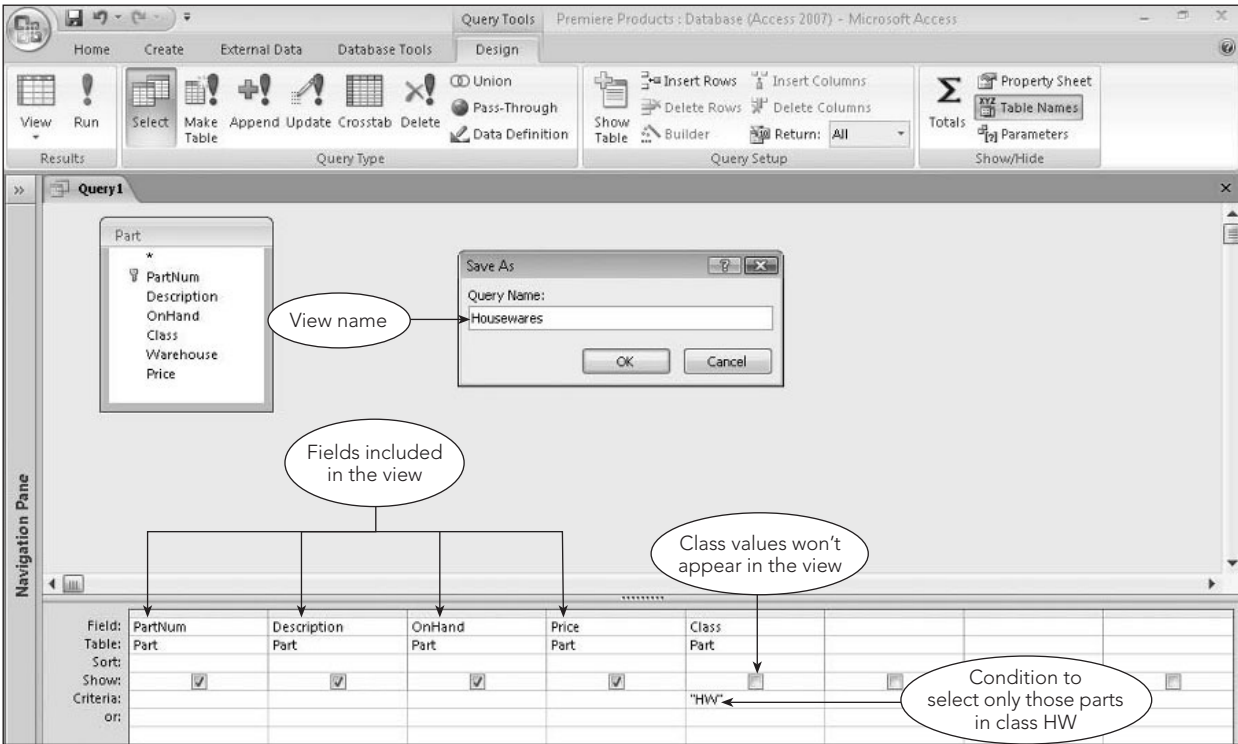 Query Tools
Premiere Products : Database (Access 2007) - Microsoft Access
Home Create External Data Database Tools Design
View
Run
Results
Select
Make Table
Append
Update
Crosstab
Delete
Union
Pass-Through
Data Definition
Query Type
Show Table
Insert Rows
Delete Rows
Builder
Insert Columns
Delete Columns
Return: All
Query Setup
Σ
Totals
Property Sheet
XYZ Table Names
[?] Parameters
Show/Hide
»
Query1
Part
*
PartNum
Description
OnHand
Class
Warehouse
Price
View name
Save As
Query Name:
Housewares
OK Cancel
Fields included
in the view
Class values won't
appear in the view
Navigation Pane
Field: PartNum Description OnHand Price Class
Table: Part Part Part Part Part
Sort:
Show:
Criteria: "HW"
or:
Condition to
select only those parts
in class HW